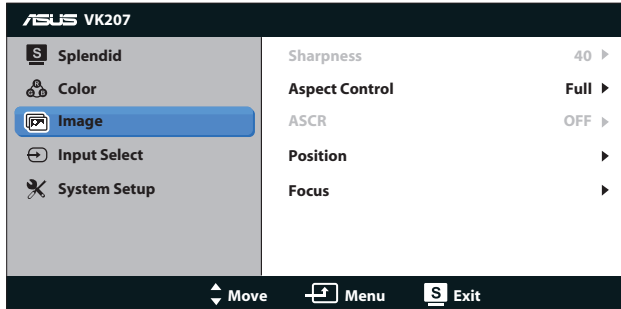 ASUS VK207
S Splendid
Color
Image
Input Select
System Setup
Sharpness 40
Aspect Control Full
ASCR OFF
Position
Focus
Move Menu S Exit